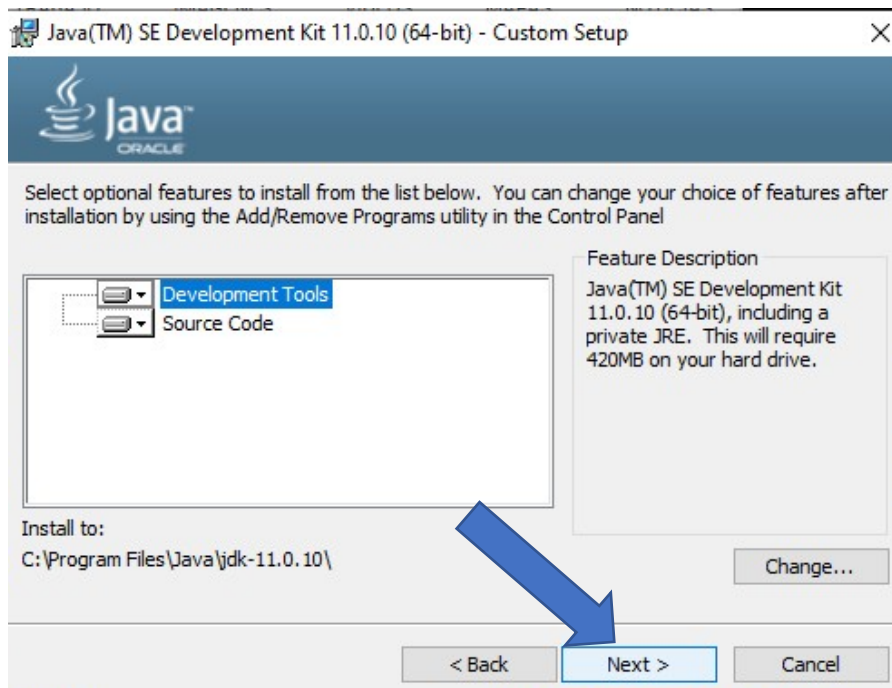 Java(TM) SE Development Kit 11.0.10 (64-bit) - Custom Setup
Java™
ORACLE
Select optional features to install from the list below. You can change your choice of features after
installation by using the Add/Remove Programs utility in the Control Panel
Development Tools
Source Code
Feature Description
Java(TM) SE Development Kit
11.0.10 (64-bit), including a
private JRE. This will require
420MB on your hard drive.
Install to:
C:\Program Files\Java\jdk-11.0.10\
Change...
< Back
Next >
Cancel